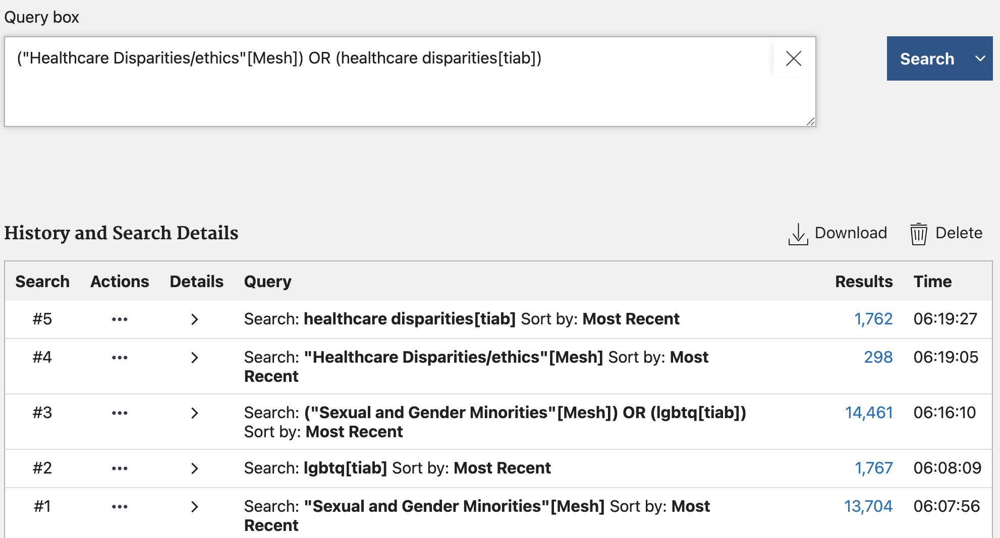 Query box
("Healthcare Disparities/ethics"[Mesh]) OR (healthcare disparities[tiab])
Search
History and Search Details
Download
Delete
Search Actions Details Query Results Time
#5 ••• Search: healthcare disparities[tiab] Sort by: Most Recent 1,762 06:19:27
#4 ••• Search: "Healthcare Disparities/ethics"[Mesh] Sort by: Most 298 06:19:05
Recent
#3 ••• Search: ("Sexual and Gender Minorities"[Mesh]) OR (lgbtq[tiab]) 14,461 06:16:10
Sort by: Most Recent
#2 ••• Search: lgbtq[tiab] Sort by: Most Recent 1,767 06:08:09
#1 ••• Search: "Sexual and Gender Minorities"[Mesh] Sort by: Most 13,704 06:07:56
Recent